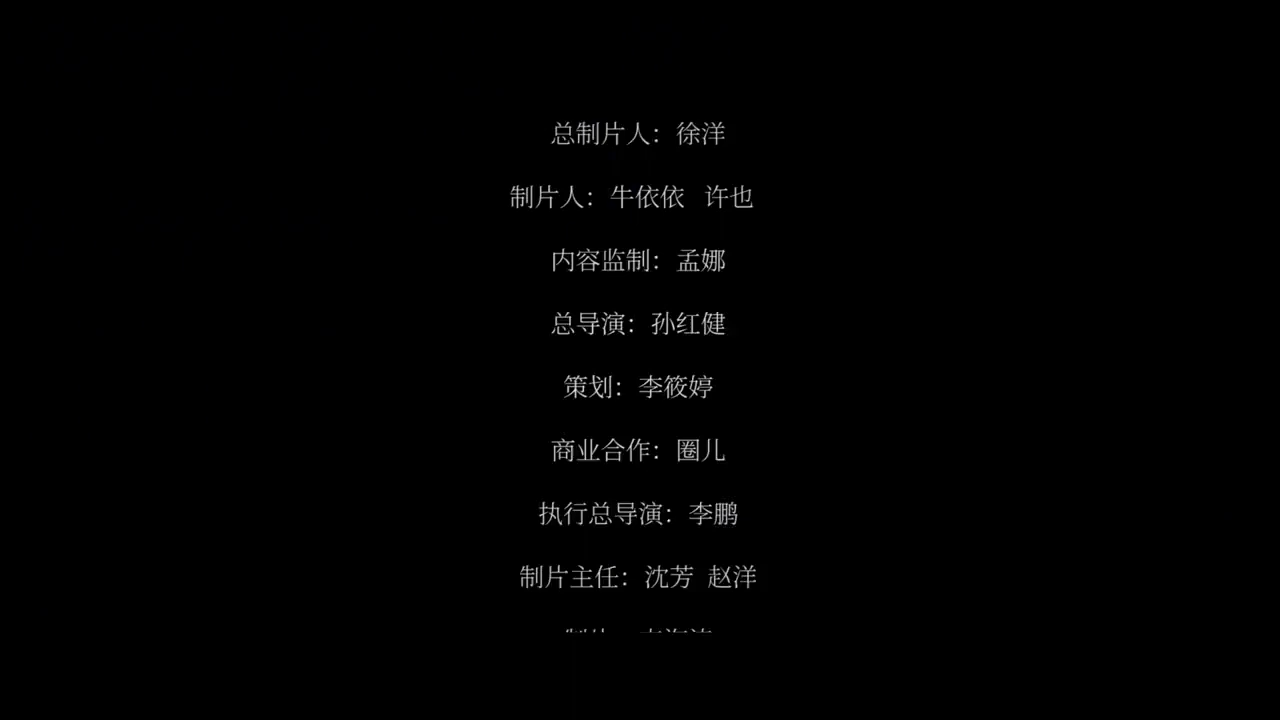 总制片人：徐洋
制片人：牛依依 许也
内容监制：孟娜
总导演：孙红健
策划：李筱婷
商业合作：圈儿
执行总导演：李鹏
制片主任：沈芳 赵洋